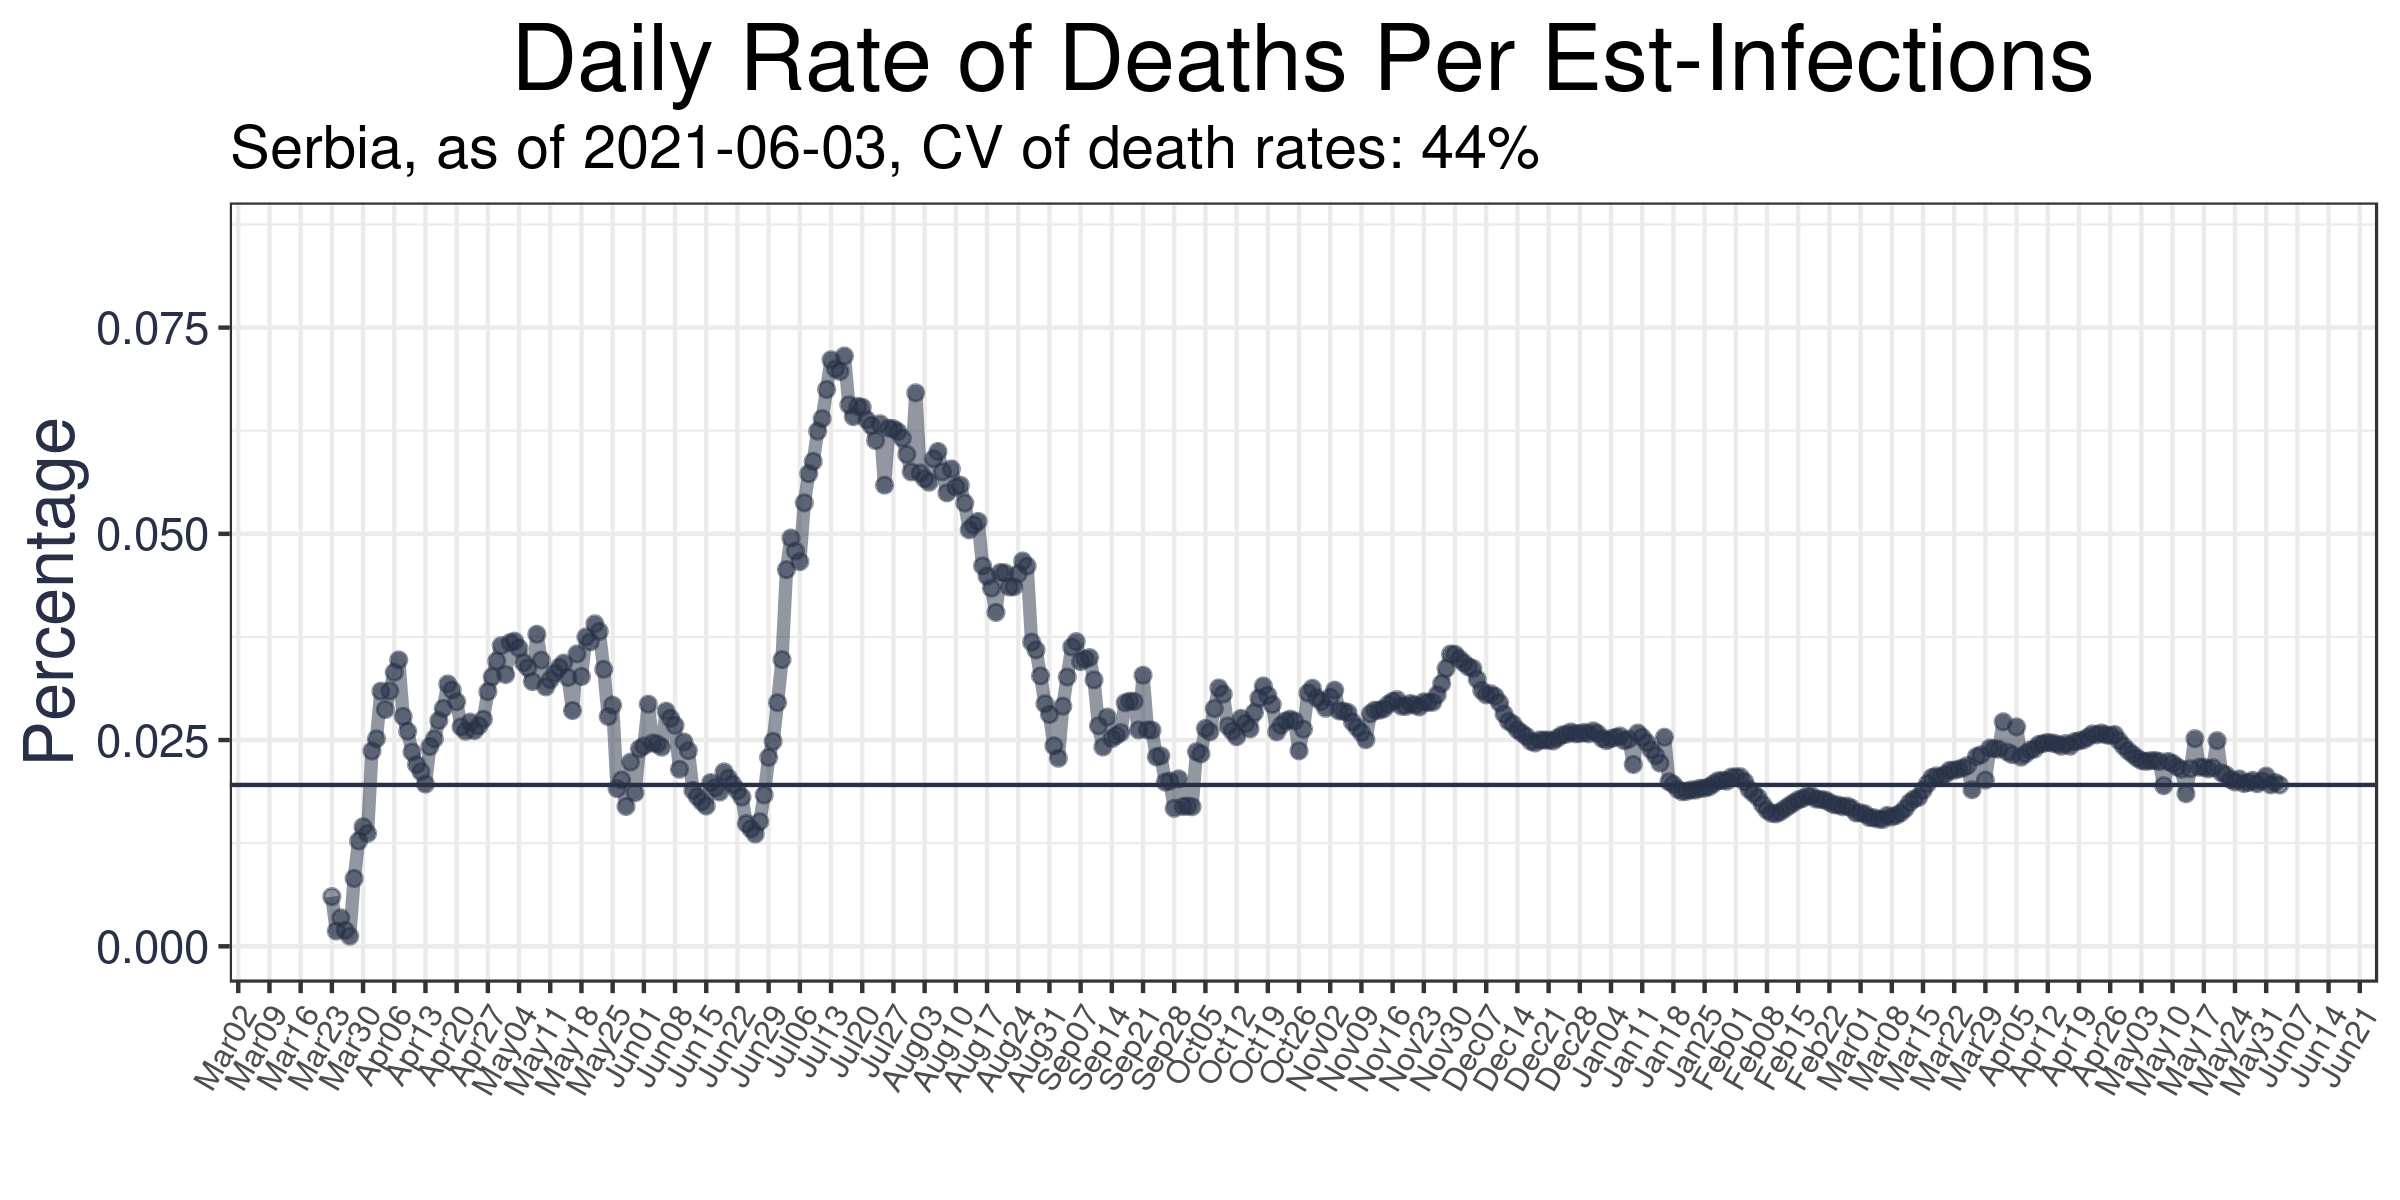 Daily Rate of Deaths Per Est-Infections
Serbia, as of 2021-06-03, CV of death rates: 44%
Percentage
0.075
0.050
0.025
0.000
Mar02 Mar09 Mar16 Mar23 Mar30 Apr06 Apr13 Apr20 Apr27 May04 May11 May18 May25 Jun01 Jun08 Jun15 Jun22 Jun29 Jul06 Jul13 Jul20 Jul27 Aug03 Aug10 Aug17 Aug24 Aug31 Sep07 Sep14 Sep21 Sep28 Oct05 Oct12 Oct19 Oct26 Nov02 Nov09 Nov16 Nov23 Nov30 Dec07 Dec14 Dec21 Dec28 Jan04 Jan11 Jan18 Jan25 Feb01 Feb08 Feb15 Feb22 Mar01 Mar08 Mar15 Mar22 Mar29 Apr05 Apr12 Apr19 Apr26 May03 May10 May17 May24 May31 Jun07 Jun14 Jun21